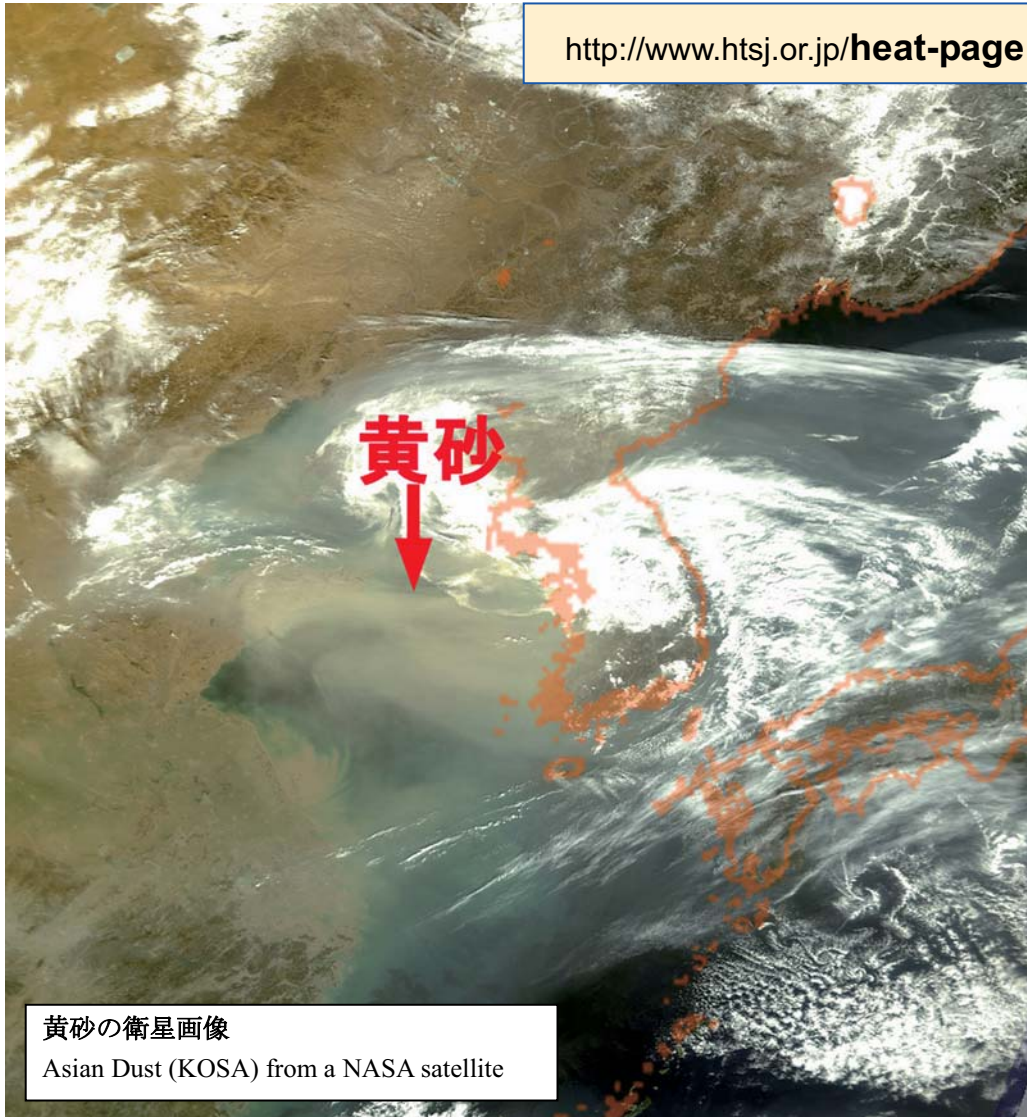 http://www.htsj.or.jp/heat-page
黄砂
黄砂の衛星画像
Asian Dust (KOSA) from a NASA satellite